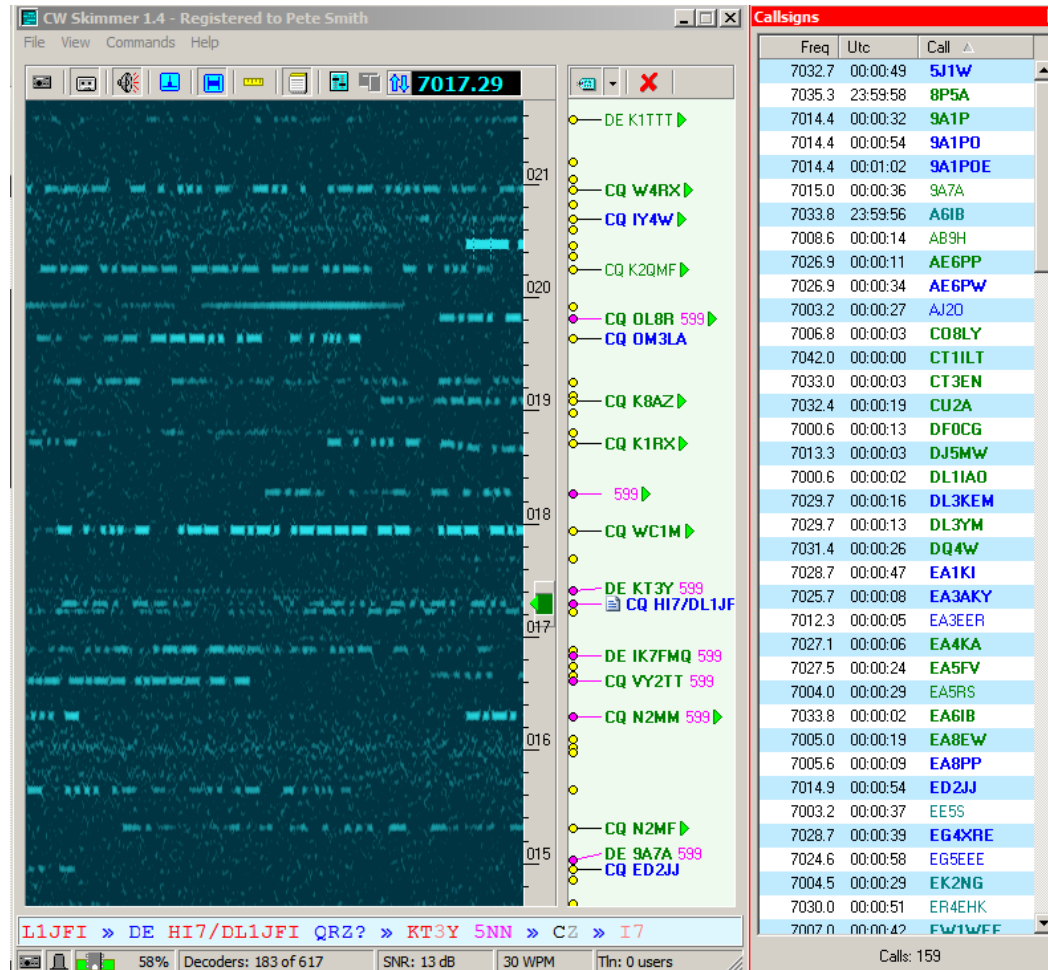 CW Skimmer 1.4 - Registered to Pete Smith
File View Commands Help
7017.29
DE K1TTT
021
CQ W4RX
CQ IY4W
CQ K2QMF
020
CQ OL8R 599
CQ OM3LA
019
CQ K8AZ
CQ K1RX
599
018
CQ WC1M
DE KT3Y 599
CQ HI7/DL1JF
017
DE IK7FMQ 599
CQ VY2TT 599
CQ N2MM 599
016
CQ N2MF
015
DE 9A7A 599
CQ ED2JJ
L1JFI » DE HI7/DL1JFI QRZ? » KT3Y 5NN » CZ » I7
58% Decoders: 183 of 617 SNR: 13 dB 30 WPM Tln: 0 users
Callsigns
Freq Utc Call
7032.7 00:00:49 5J1W
7035.3 23:59:58 8P5A
7014.4 00:00:32 9A1P
7014.4 00:00:54 9A1PO
7014.4 00:01:02 9A1POE
7015.0 00:00:36 9A7A
7033.8 23:59:56 A6IB
7008.6 00:00:14 AB9H
7026.9 00:00:11 AE6PP
7026.9 00:00:34 AE6PW
7003.2 00:00:27 AJ2O
7006.8 00:00:03 CO8LY
7042.0 00:00:00 CT1ILT
7033.0 00:00:03 CT3EN
7032.4 00:00:19 CU2A
7000.6 00:00:13 DF0CG
7013.3 00:00:03 DJ5MW
7000.6 00:00:02 DL1IAO
7029.7 00:00:16 DL3KEM
7029.7 00:00:13 DL3YM
7031.4 00:00:26 DQ4W
7028.7 00:00:47 EA1KI
7025.7 00:00:08 EA3AKY
7012.3 00:00:05 EA3EER
7027.1 00:00:06 EA4KA
7027.5 00:00:24 EA5FV
7004.0 00:00:29 EA5RS
7033.8 00:00:02 EA6IB
7005.0 00:00:19 EA8EW
7005.6 00:00:09 EA8PP
7014.9 00:00:54 ED2JJ
7003.2 00:00:37 EE5S
7028.7 00:00:39 EG4XRE
7024.6 00:00:58 EG5EEE
7004.5 00:00:29 EK2NG
7030.0 00:00:51 ER4EHK
7007.0 00:00:42 EW1WFF
Calls: 159